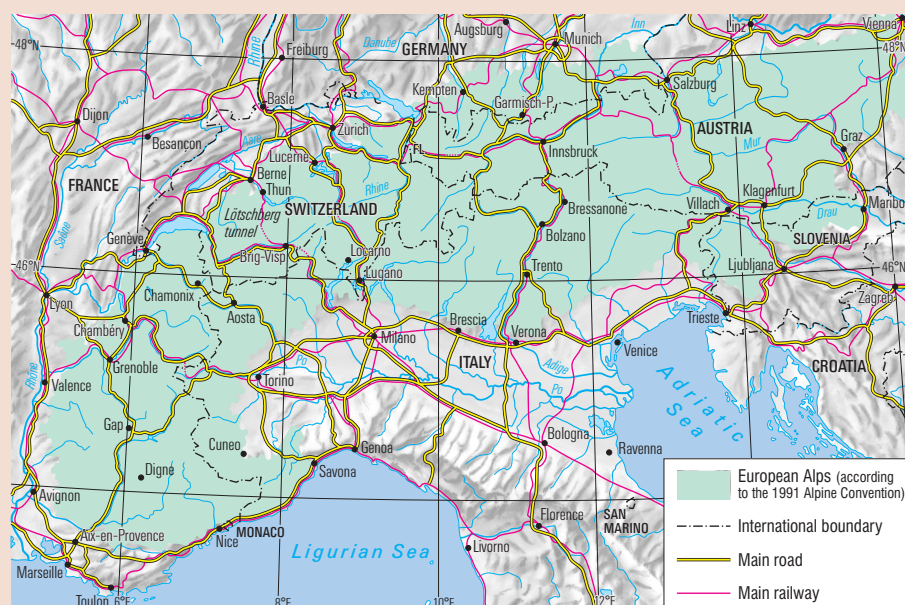 Augsburg
Inn
Linz
Vienna
48°N
Freiburg
Danube
GERMANY
Munich
48°N
Rhine
Salzburg
Kempten
Garmisch-P.
Basle
Dijon
Zürich
AUSTRIA
Besançon
Aare
Mur
Graz
FL.
Innsbruck
Lucerne
Berne
FRANCE
Thun
Rhine
Klagenfurt
Bressanone
Villach
Drau
Maribo
Lötschberg
tunnel
SWITZERLAND
Saône
Bolzano
SLOVENIA
Genève
Locarno
Brig-Visp
46°N
Lugano
Trento
Ljubljana
46°N
Chamonix
Zagreb
Lyon
Aosta
Trieste
Chambéry
Brescia
Milano
Verona
Venice
Grenoble
Po
ITALY
Adige
CROATIA
Rhône
Valence
Torino
Po
Adriatic
Sea
Gap
Cuneo
Genoa
Bologna
Ravenna
Digne
Savona
European Alps (according
to the 1991 Alpine Convention)
Avignon
SAN
MARINO
International boundary
Aix-en-Provence
MONACO
Nice
Florence
Ligurian Sea
Livorno
Main road
Marseille
Toulon
6°E
8°E
10°E
12°E
Main railway